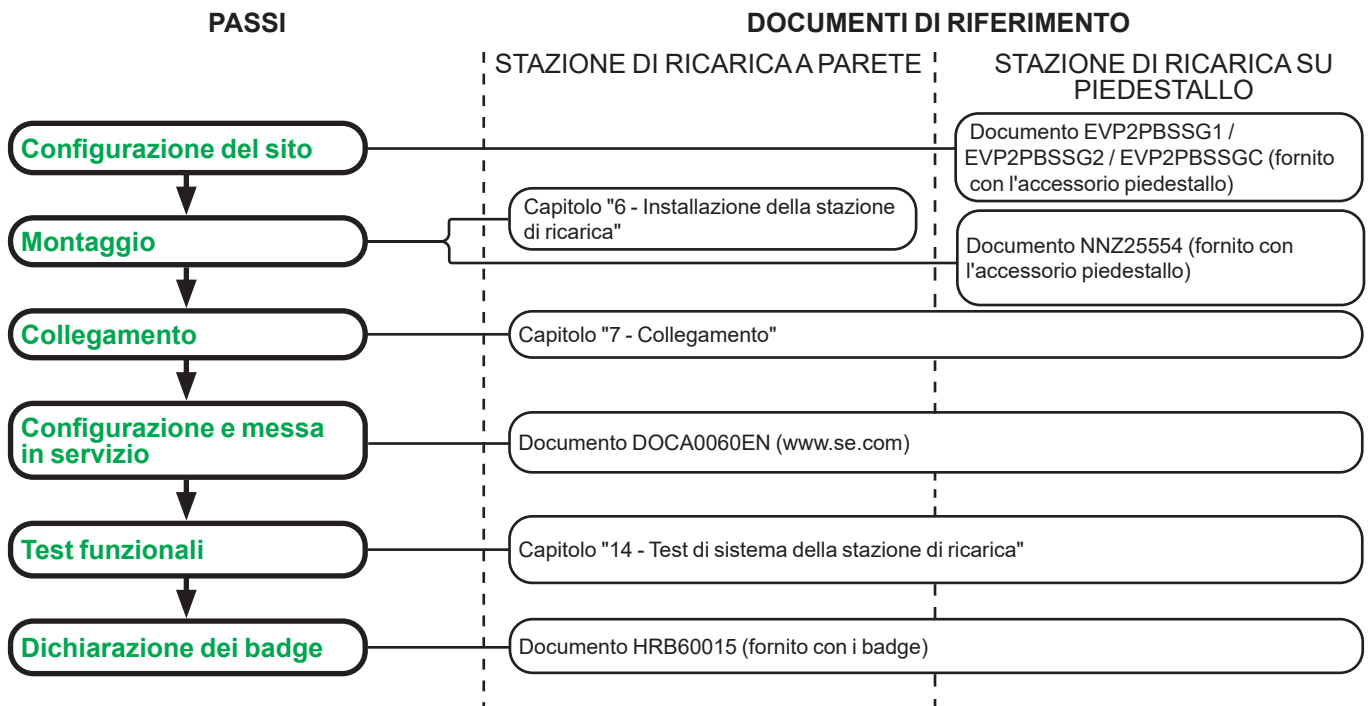 PASSI
DOCUMENTI DI RIFERIMENTO
STAZIONE DI RICARICA A PARETE
STAZIONE DI RICARICA SU
PIEDESTALLO
Configurazione del sito
Documento EVP2PBSSG1 /
EVP2PBSSG2 / EVP2PBSSGC (fornito
con l'accessorio piedestallo)
Montaggio
Capitolo "6 - Installazione della stazione
di ricarica"
Documento NNZ25554 (fornito con
l'accessorio piedestallo)
Collegamento
Capitolo "7 - Collegamento"
Configurazione e messa
in servizio
Documento DOCA0060EN (www.se.com)
Test funzionali
Capitolo "14 - Test di sistema della stazione di ricarica"
Dichiarazione dei badge
Documento HRB60015 (fornito con i badge)